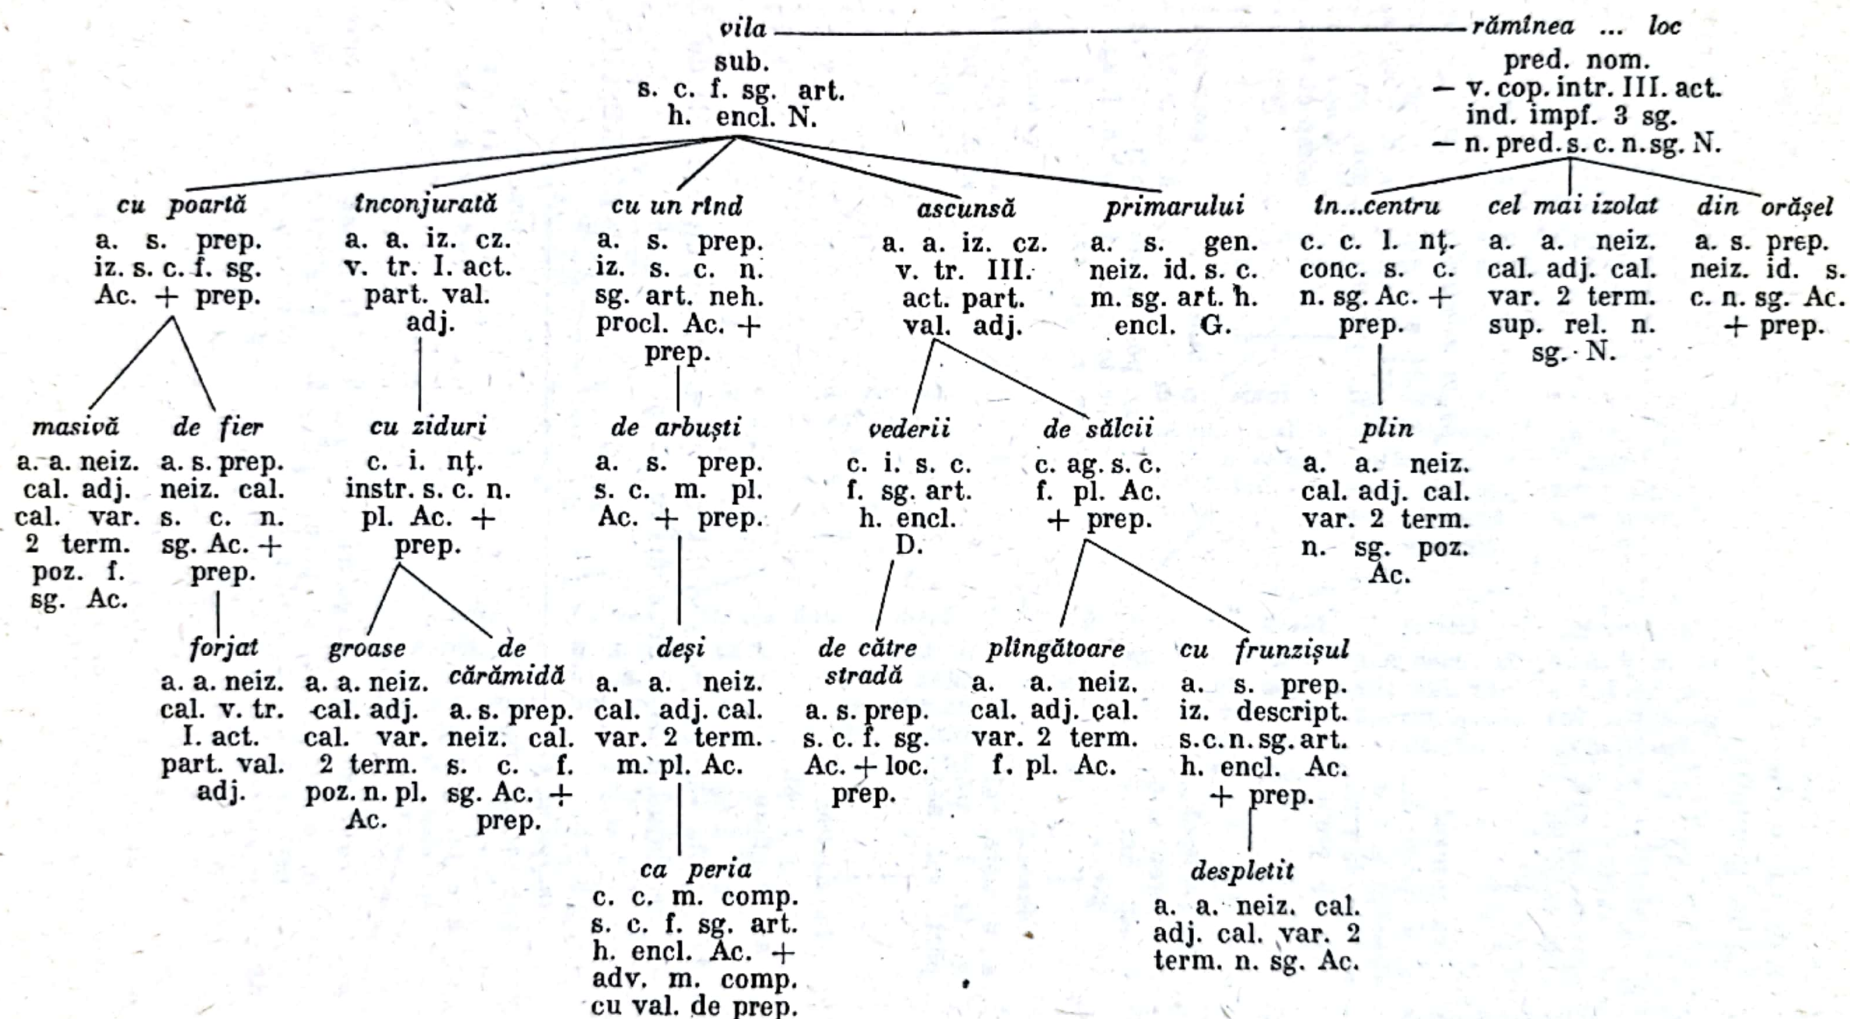 vila
rămînea ... loc
sub.
s. c. f. sg. art.
h. encl. N.
pred. nom.
— v. cop. intr. III. act.
ind. impf. 3 sg.
— n. pred. s. c. n. sg. N.
cu poartă
a. s. prep.
iz. s. c. f. sg.
Ac. + prep.
înconjurată
a. a. iz. cz.
v. tr. I. act.
part. val.
adj.
cu un rînd
a. s. prep.
iz. s. c. n.
sg. art. neh.
procl. Ac. +
prep.
ascunsă
a. a. iz. cz.
v. tr. III.
act. part.
val. adj.
primarului
a. s. gen.
neiz. id. s. c.
m. sg. art. h.
encl. G.
în...centru
c. c. l. nţ.
conc. s. c.
n. sg. Ac. +
prep.
cel mai izolat
a. a. neiz.
cal. adj. cal.
var. 2 term.
sup. rel. n.
sg. N.
din orăşel
a. s. prep.
neiz. id. s.
c. n. sg. Ac.
+ prep.
masivă
a. a. neiz.
cal. adj.
cal. var.
2 term.
poz. f.
sg. Ac.
de fier
a. s. prep.
neiz. cal.
s. c. n.
sg. Ac. +
prep.
cu ziduri
c. i. nţ.
instr. s. c. n.
pl. Ac. +
prep.
de arbuşti
a. s. prep.
s. c. m. pl.
Ac. + prep.
vederii
c. i. s. c.
f. sg. art.
h. encl.
D.
de sălcii
c. ag. s. c.
f. pl. Ac.
+ prep.
plin
a. a. neiz.
cal. adj. cal.
var. 2 term.
n. sg. poz.
Ac.
forjat
a. a. neiz.
cal. v. tr.
I. act.
part. val.
adj.
groase
a. a. neiz.
cal. adj.
cal. var.
2 term.
poz. n. pl.
Ac.
de
cărămidă
a. s. prep.
neiz. cal.
s. c. f.
sg. Ac. +
prep.
deşi
a. a. neiz.
cal. adj. cal.
var. 2 term.
m. pl. Ac.
de către
stradă
a. s. prep.
s. c. f. sg.
Ac. + loc.
prep.
plîngătoare
a. a. neiz.
cal. adj. cal.
var. 2 term.
f. pl. Ac.
cu frunzişul
a. s. prep.
iz. descript.
s. c. n. sg. art.
h. encl. Ac.
+ prep.
ca peria
c. c. m. comp.
s. c. f. sg. art.
h. encl. Ac. +
adv. m. comp.
cu val. de prep.
despletit
a. a. neiz. cal.
adj. cal. var. 2
term. n. sg. Ac.